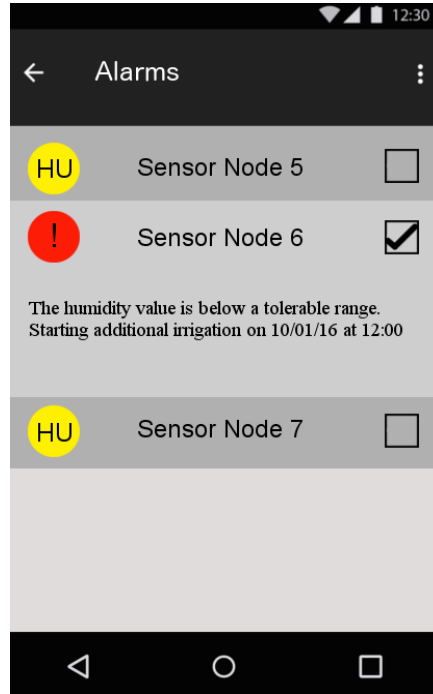 12:30
Alarms
HU Sensor Node 5
! Sensor Node 6
The humidity value is below a tolerable range.
Starting additional irrigation on 10/01/16 at 12:00
HU Sensor Node 7